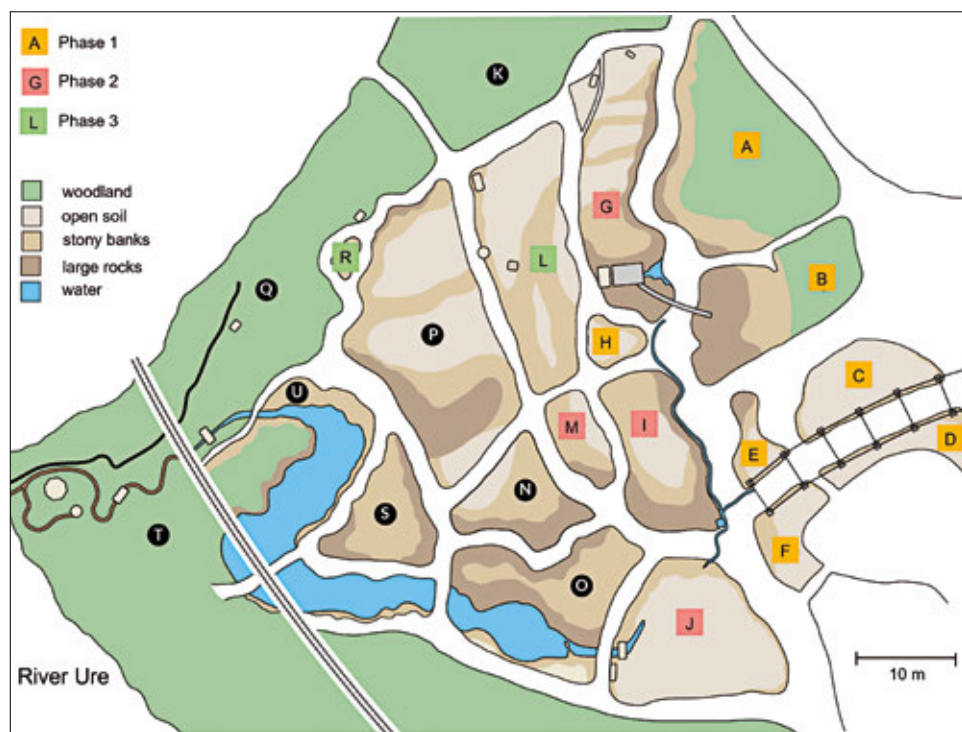 A Phase 1
G Phase 2
L Phase 3
woodland
open soil
stony banks
large rocks
water
K
A
G
R
L
B
Q
P
H
C
U
M
I
E
D
S
N
T
O
F
J
River Ure
10 m